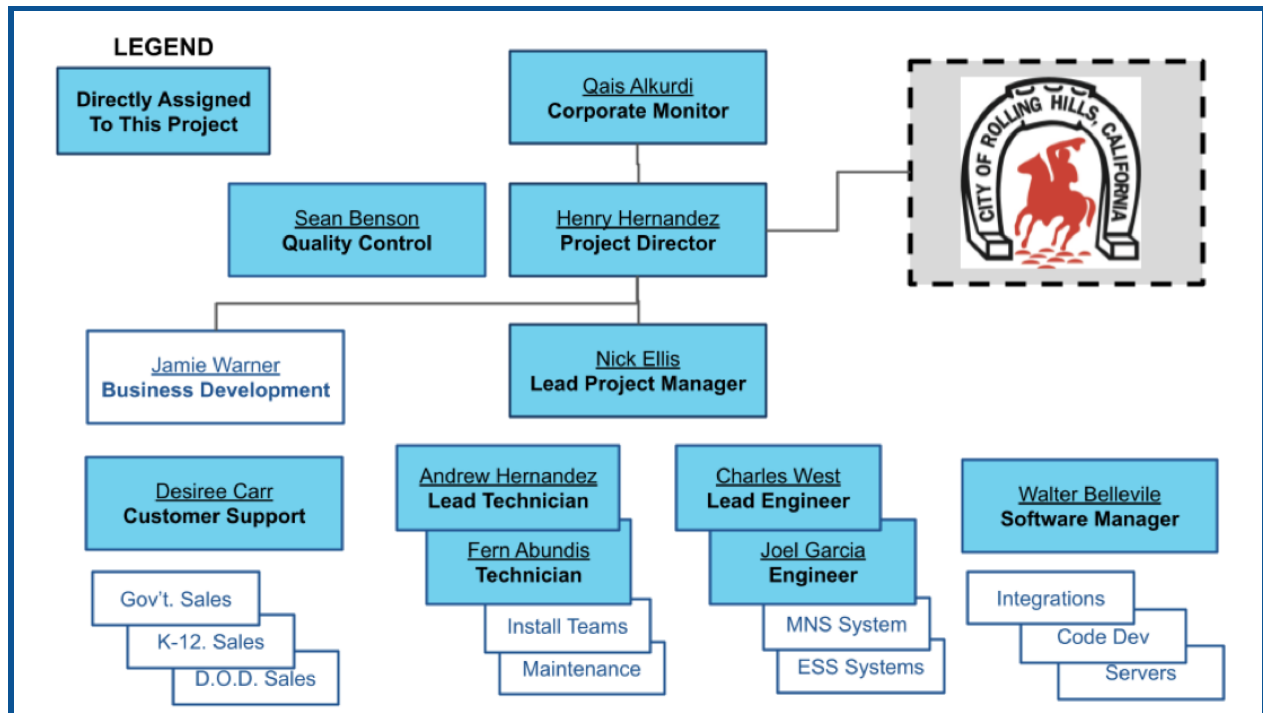 LEGEND
Directly Assigned
To This Project
Qais Alkurdi
Corporate Monitor
CITY OF ROLLING HILLS, CALIFORNIA
Sean Benson
Quality Control
Henry Hernandez
Project Director
Jamie Warner
Business Development
Nick Ellis
Lead Project Manager
Desiree Carr
Customer Support
Gov't. Sales
K-12. Sales
D.O.D. Sales
Andrew Hernandez
Lead Technician
Fern Abundis
Technician
Install Teams
Maintenance
Charles West
Lead Engineer
Joel Garcia
Engineer
MNS System
ESS Systems
Walter Bellevile
Software Manager
Integrations
Code Dev
Servers